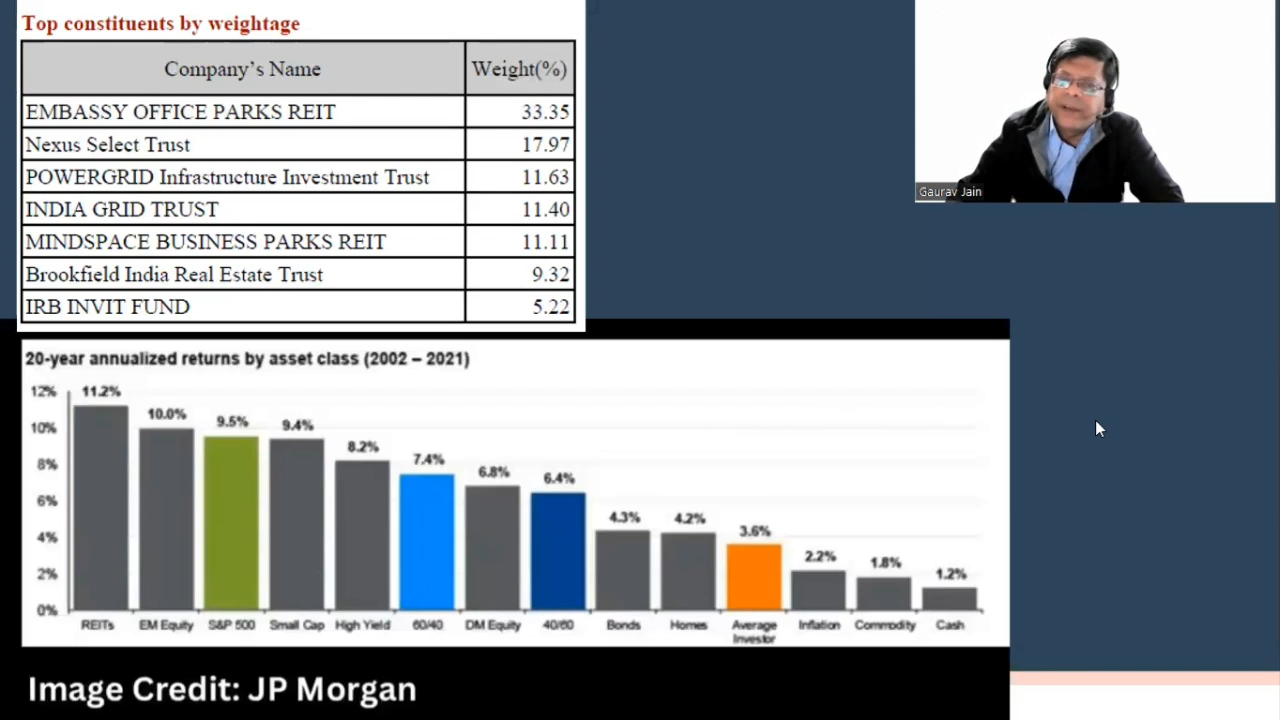 Top constituents by weightage
Company's Name Weight(%)
EMBASSY OFFICE PARKS REIT 33.35
Nexus Select Trust 17.97
POWERGRID Infrastructure Investment Trust 11.63
INDIA GRID TRUST 11.40
MINDSPACE BUSINESS PARKS REIT 11.11
Brookfield India Real Estate Trust 9.32
IRB INVIT FUND 5.22
Gaurav Jain
20-year annualized returns by asset class (2002 – 2021)
12%
10%
8%
6%
4%
2%
0%
11.2% 10.0% 9.5% 9.4% 8.2% 7.4% 6.8% 6.4% 4.3% 4.2% 3.6% 2.2% 1.8% 1.2%
REITs EM Equity S&P 500 Small Cap High Yield 60/40 DM Equity 40/60 Bonds Homes Average Inflation Commodity Cash
Investor
Image Credit: JP Morgan